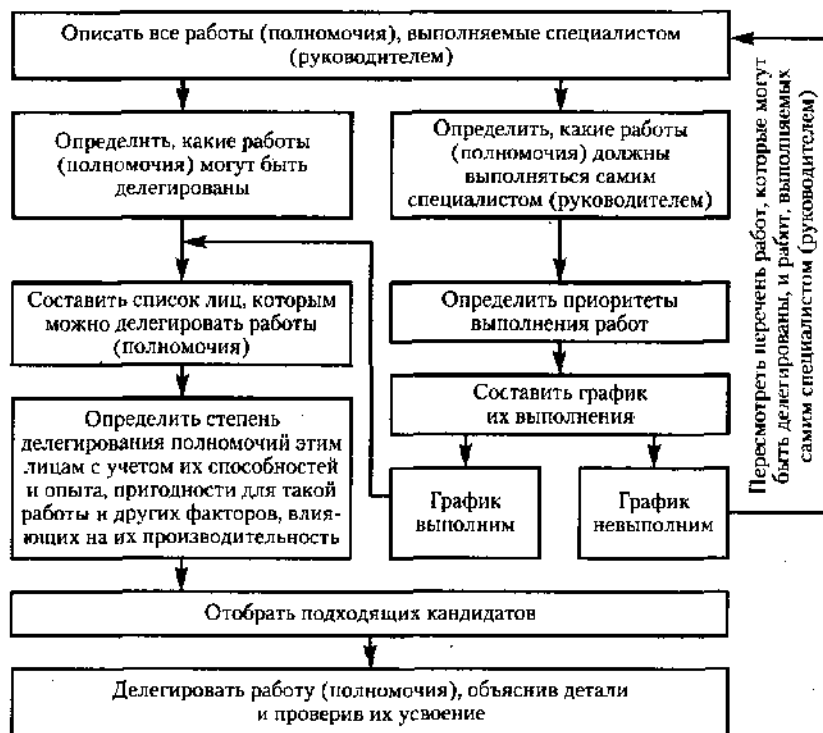 Описать все работы (полномочия), выполняемые специалистом
(руководителем)
Определить, какие работы
(полномочия) могут быть
делегированы
Определить, какие работы
(полномочия) должны
выполняться самим
специалистом (руководителем)
Составить список лиц, которым
можно делегировать работы
(полномочия)
Определить приоритеты
выполнения работ
Определить степень
делегирования полномочий этим
лицам с учетом их способностей
и опыта, пригодности для такой
работы и других факторов, влия-
ющих на их производительность
Составить график
их выполнения
График
выполним
График
невыполним
Пересмотреть перечень работ, которые могут
быть делегированы, и работ, выполняемых
самим специалистом (руководителем)
Отобрать подходящих кандидатов
Делегировать работу (полномочия), объяснив детали
и проверив их усвоение